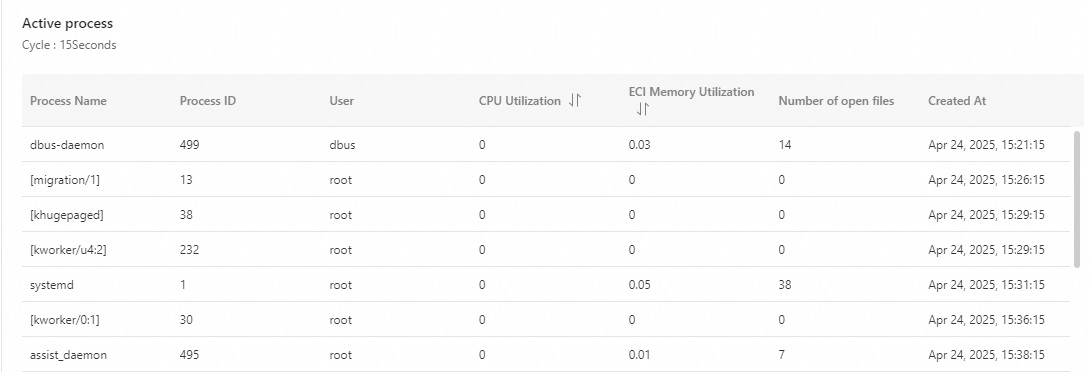 Active process
Cycle : 15Seconds
Process Name Process ID User CPU Utilization ECI Memory Utilization Number of open files Created At
dbus-daemon 499 dbus 0 0.03 14 Apr 24, 2025, 15:21:15
[migration/1] 13 root 0 0 0 Apr 24, 2025, 15:26:15
[khugepaged] 38 root 0 0 0 Apr 24, 2025, 15:29:15
[kworker/u4:2] 232 root 0 0 0 Apr 24, 2025, 15:29:15
systemd 1 root 0 0.05 38 Apr 24, 2025, 15:31:15
[kworker/0:1] 30 root 0 0 0 Apr 24, 2025, 15:36:15
assist_daemon 495 root 0 0.01 7 Apr 24, 2025, 15:38:15